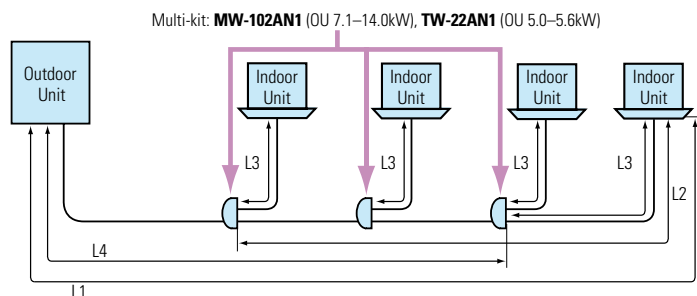 Multi-kit: MW-102AN1 (OU 7.1–14.0kW), TW-22AN1 (OU 5.0–5.6kW)
Outdoor
Unit
Indoor
Unit
Indoor
Unit
Indoor
Unit
Indoor
Unit
L3
L3
L3
L3
L2
L4
L1